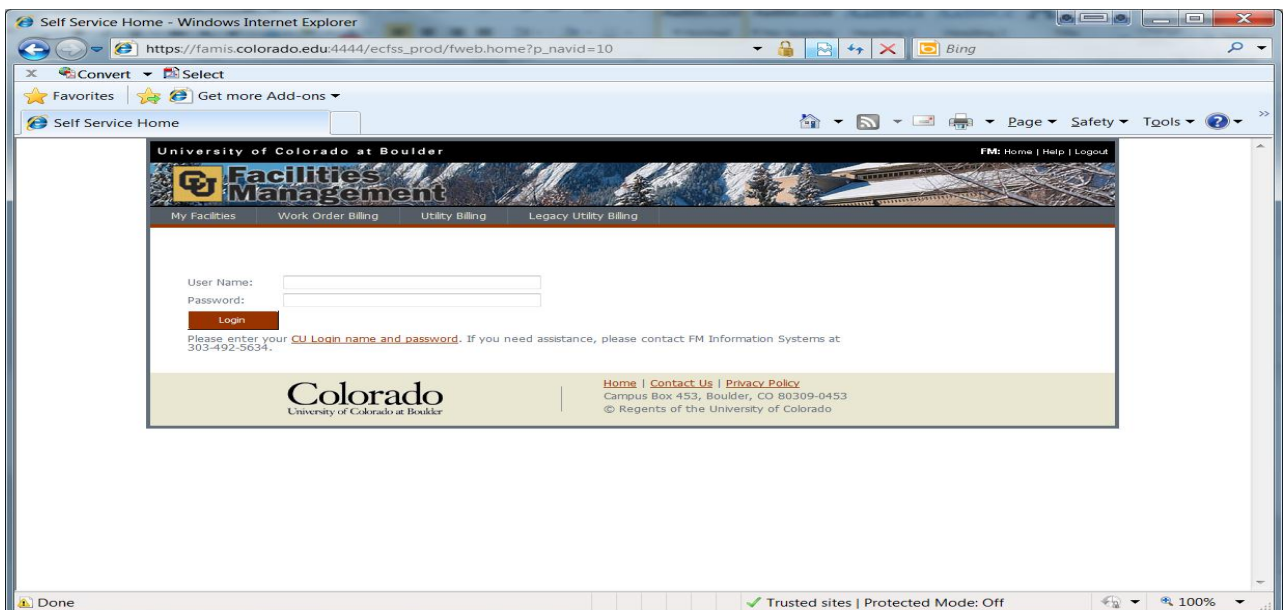 Self Service Home - Windows Internet Explorer
https://famis.colorado.edu:4444/ecfss_prod/fweb.home?p_navid=10 Bing
x Convert Select
Favorites Get more Add-ons
Self Service Home Page Safety Tools
University of Colorado at Boulder FM: Home | Help | Logout
CU Facilities
Management
My Facilities Work Order Billing Utility Billing Legacy Utility Billing
User Name:
Password:
Login
Please enter your CU Login name and password. If you need assistance, please contact FM Information Systems at
303-492-5634.
Colorado
University of Colorado at Boulder
Home | Contact Us | Privacy Policy
Campus Box 453, Boulder, CO 80309-0453
© Regents of the University of Colorado
Done Trusted sites | Protected Mode: Off 100%